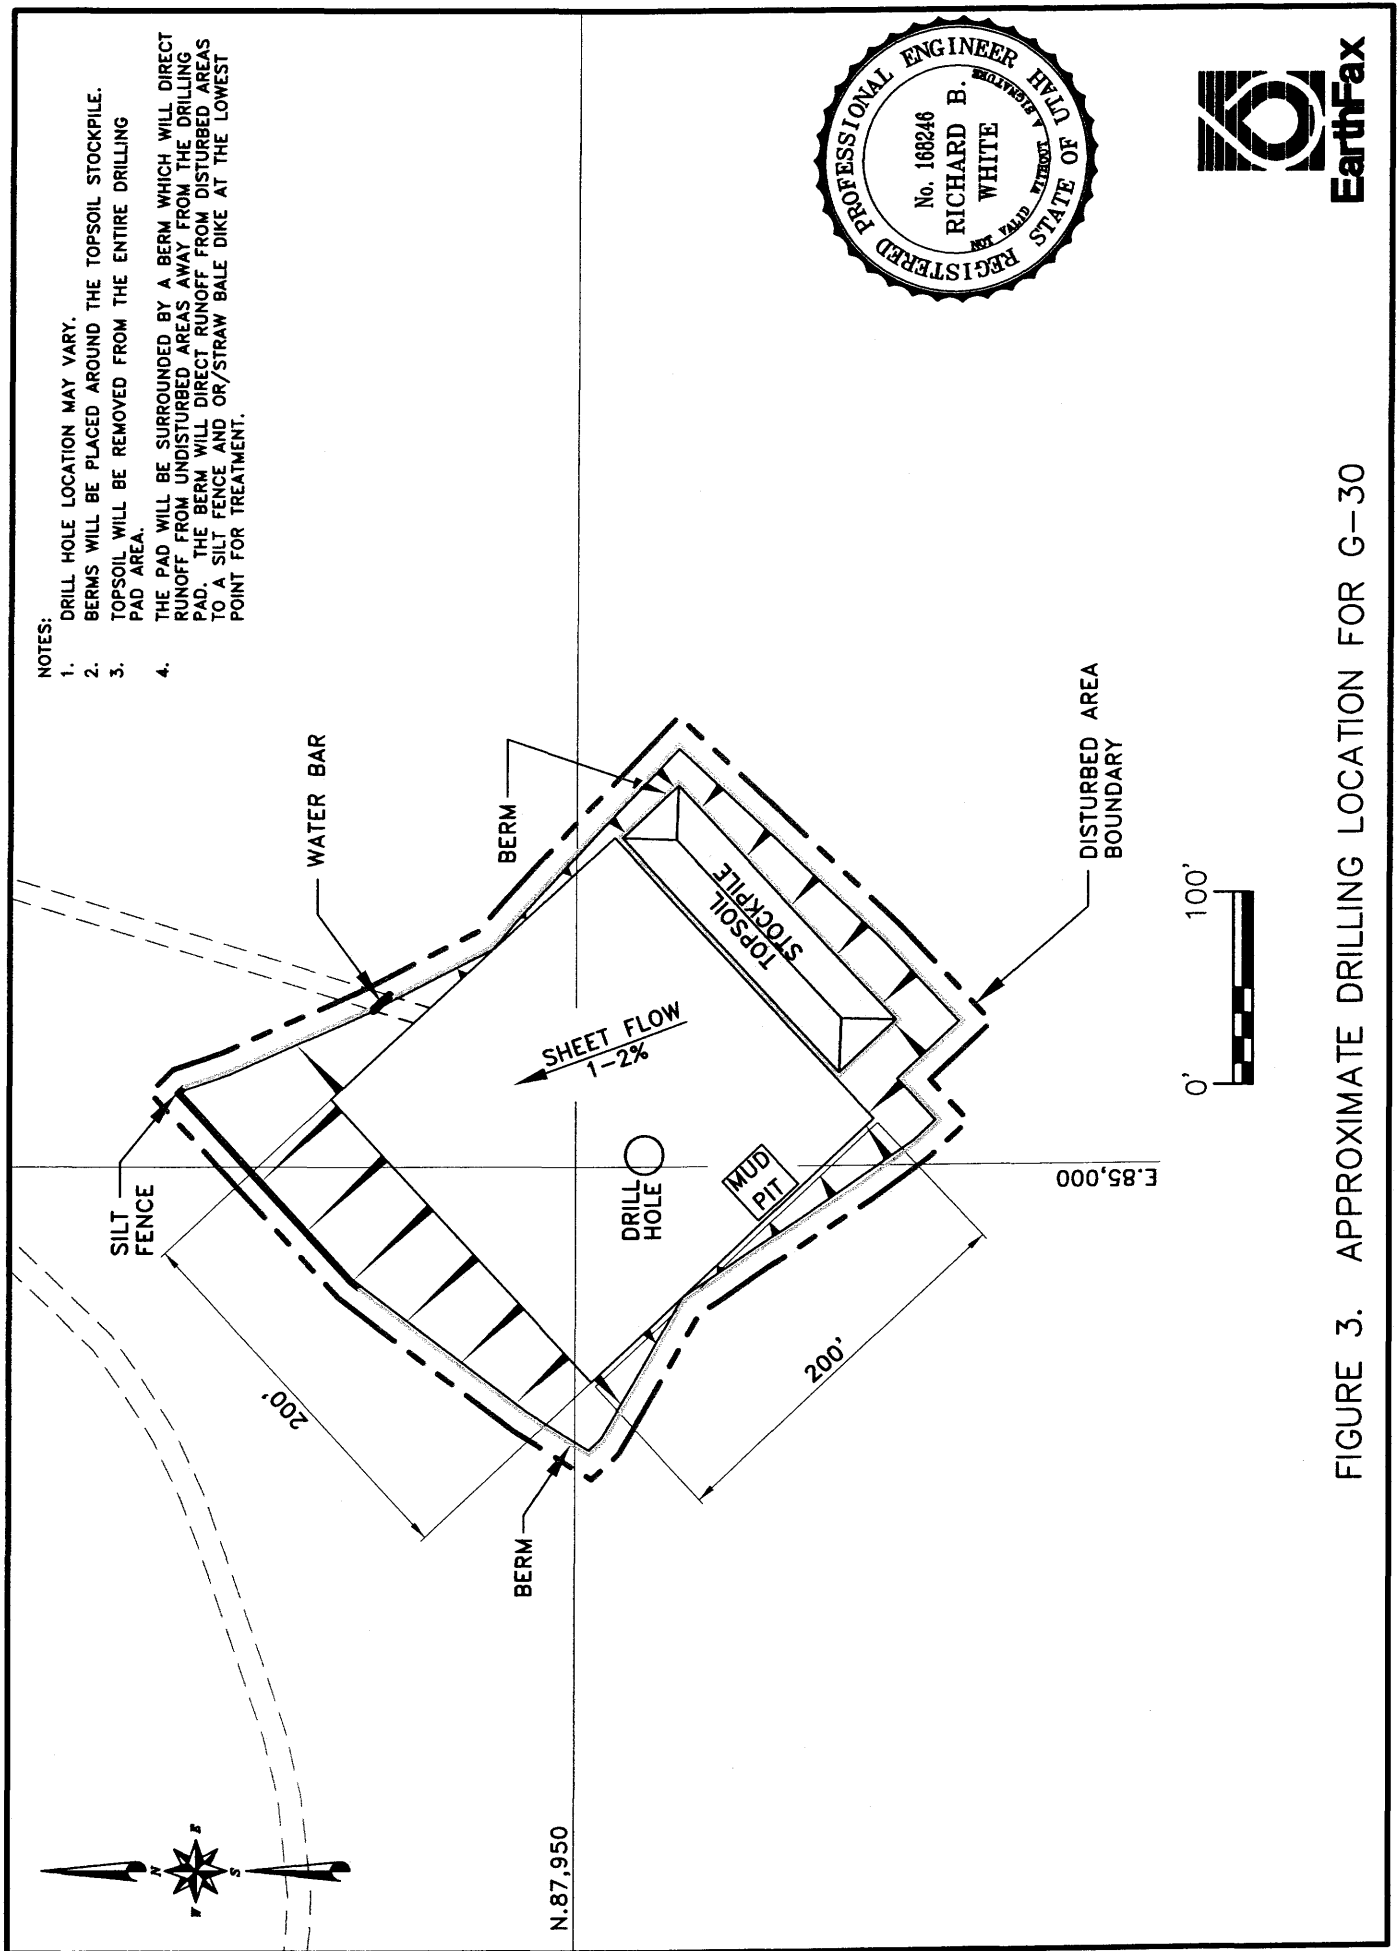 NOTES:
1. DRILL HOLE LOCATION MAY VARY.
2. BERMS WILL BE PLACED AROUND THE TOPSOIL STOCKPILE.
3. TOPSOIL WILL BE REMOVED FROM THE ENTIRE DRILLING
PAD AREA.
4. THE PAD WILL BE SURROUNDED BY A BERM WHICH WILL DIRECT
RUNOFF FROM UNDISTURBED AREAS AWAY FROM THE DRILLING
PAD. THE BERM WILL DIRECT RUNOFF FROM DISTURBED AREAS
TO A SILT FENCE AND OR/STRAW BALE DIKE AT THE LOWEST
POINT FOR TREATMENT.
N
W E
S
SILT
FENCE
WATER BAR
BERM
200'
SHEET FLOW
1-2%
TOPSOIL
STOCKPILE
N.87,950
BERM
DRILL
HOLE
MUD
PIT
200'
E.85,000
DISTURBED AREA
BOUNDARY
0' 100'
REGISTERED PROFESSIONAL ENGINEER
No. 168246
RICHARD B.
WHITE
NOT VALID WITHOUT A SIGNATURE
STATE OF UTAH
FIGURE 3. APPROXIMATE DRILLING LOCATION FOR G-30
EarthFax